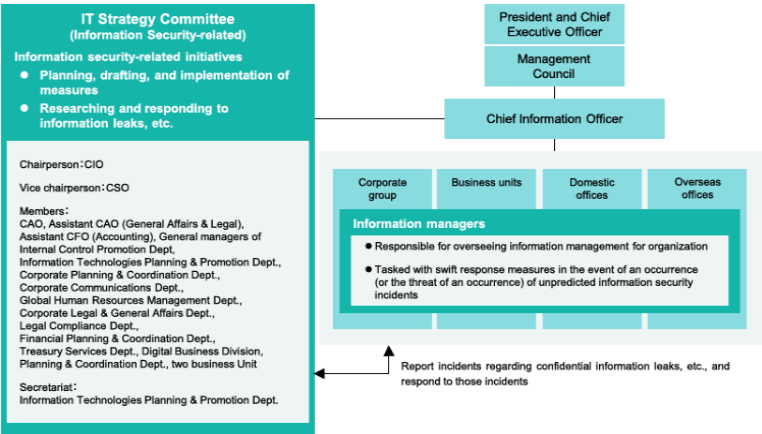 IT Strategy Committee
(Information Security-related)
Information security-related initiatives
● Planning, drafting, and implementation of
measures
● Researching and responding to
information leaks, etc.
Chairperson：CIO
Vice chairperson：CSO
Members：
CAO, Assistant CAO (General Affairs & Legal),
Assistant CFO (Accounting), General managers of
Internal Control Promotion Dept,
Information Technologies Planning & Promotion Dept.,
Corporate Planning & Coordination Dept.,
Corporate Communications Dept.,
Global Human Resources Management Dept.,
Corporate Legal & General Affairs Dept.,
Legal Compliance Dept.,
Financial Planning & Coordination Dept.,
Treasury Services Dept., Digital Business Division,
Planning & Coordination Dept., two business Unit
Secretariat：
Information Technologies Planning & Promotion Dept.
President and Chief
Executive Officer
Management
Council
Chief Information Officer
Corporate
group
Business units
Domestic
offices
Overseas
offices
Information managers
● Responsible for overseeing information management for organization
● Tasked with swift response measures in the event of an occurrence
(or the threat of an occurrence) of unpredicted information security
incidents
Report incidents regarding confidential information leaks, etc., and
respond to those incidents